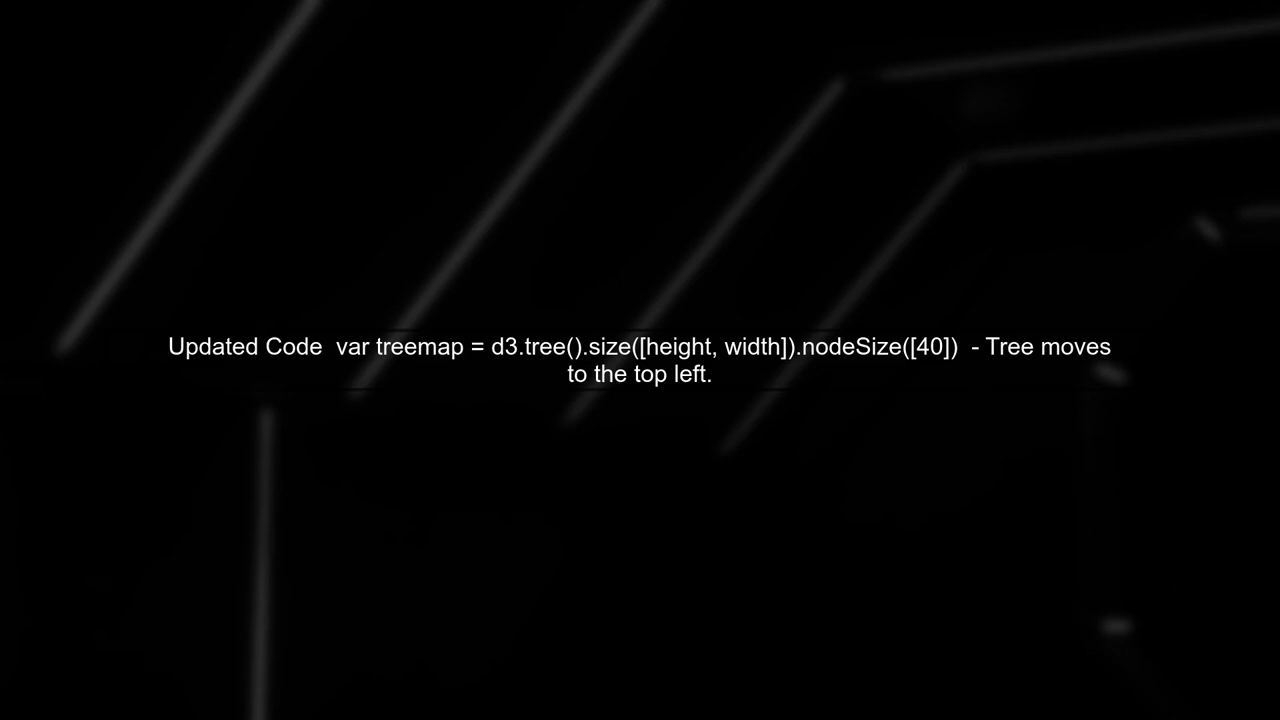 Updated Code  var treemap = d3.tree().size([height, width]).nodeSize([40])  - Tree moves
to the top left.